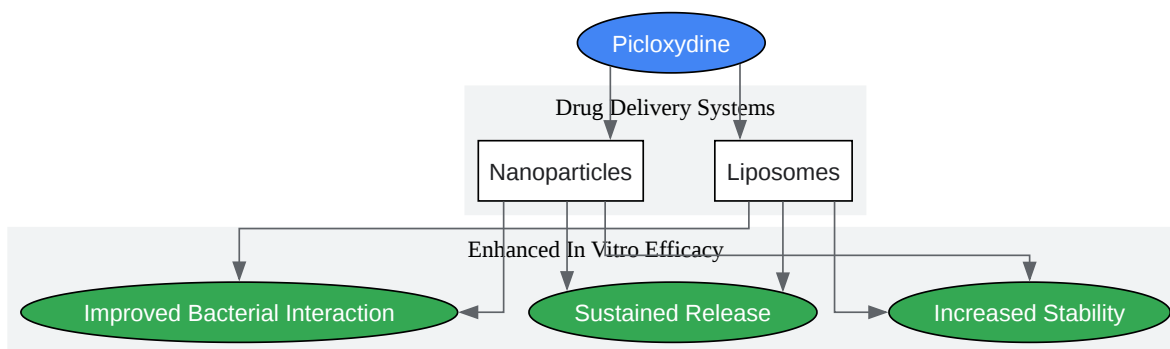 Picloxydine
Drug Delivery Systems
Nanoparticles
Liposomes
Enhanced In Vitro Efficacy
Improved Bacterial Interaction
Sustained Release
Increased Stability